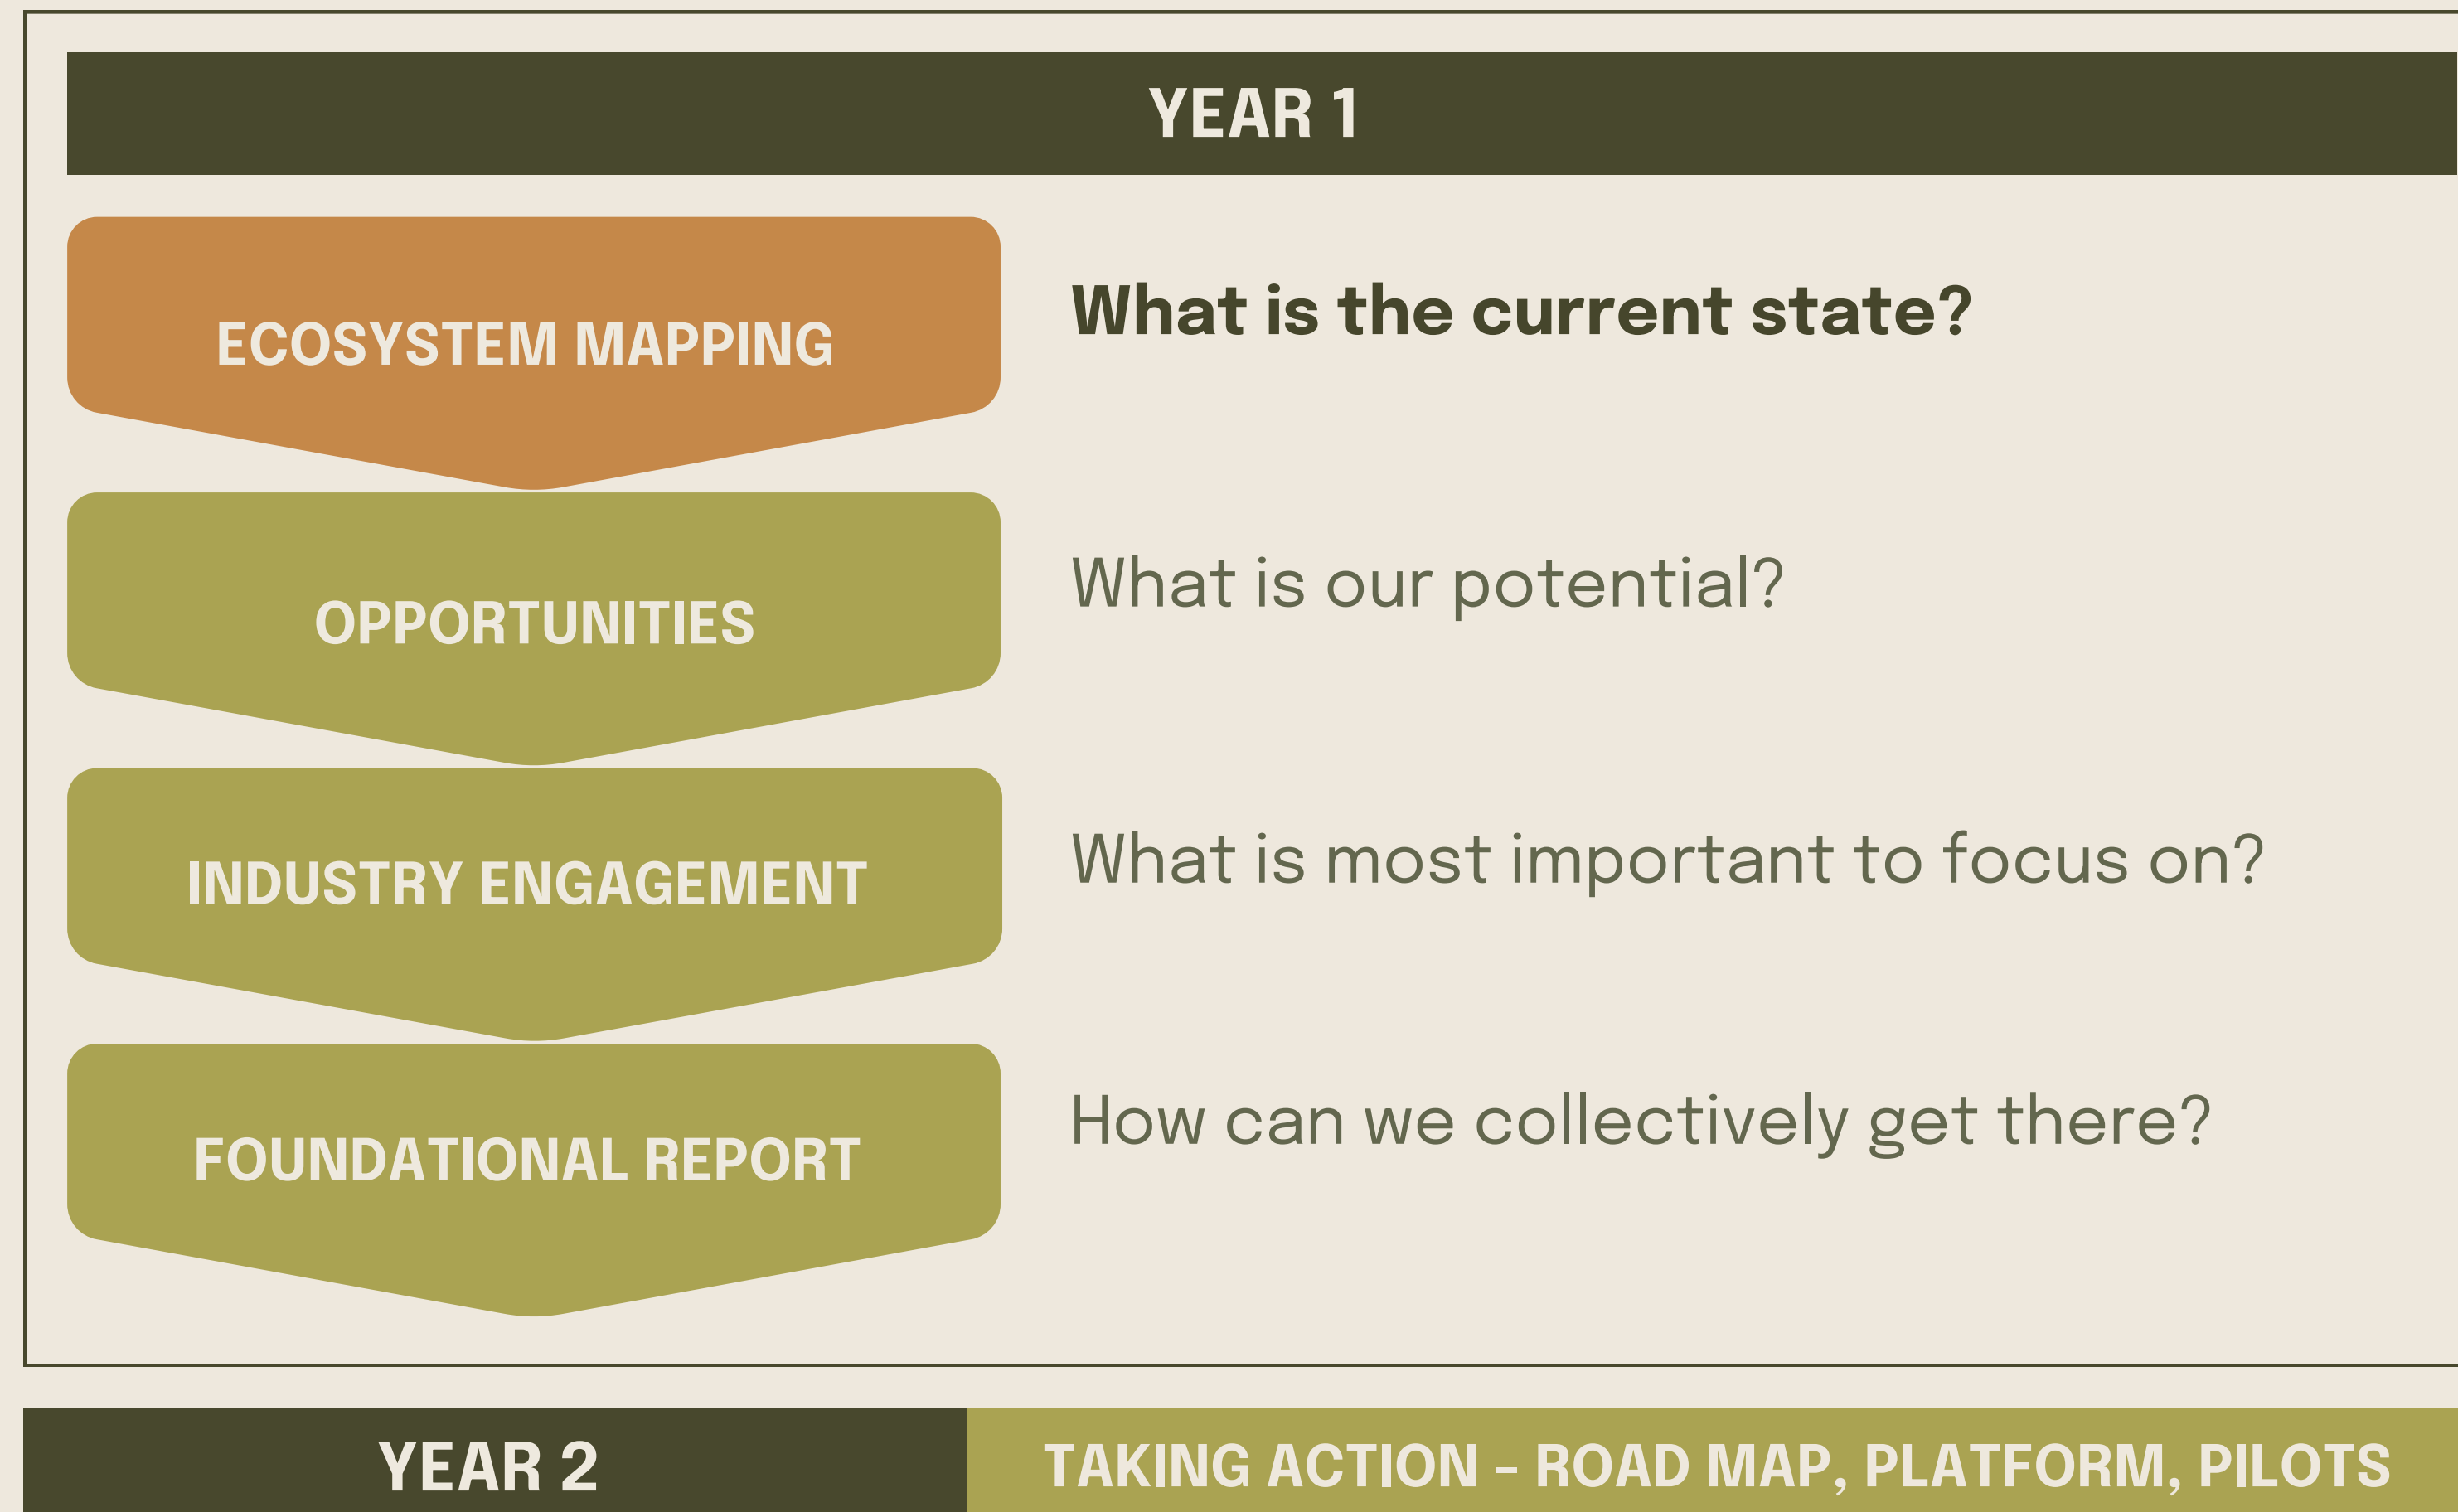 YEAR 1
ECOSYSTEM MAPPING
What is the current state?
OPPORTUNITIES
What is our potential?
INDUSTRY ENGAGEMENT
What is most important to focus on?
FOUNDATIONAL REPORT
How can we collectively get there?
YEAR 2
TAKING ACTION – ROAD MAP, PLATFORM, PILOTS